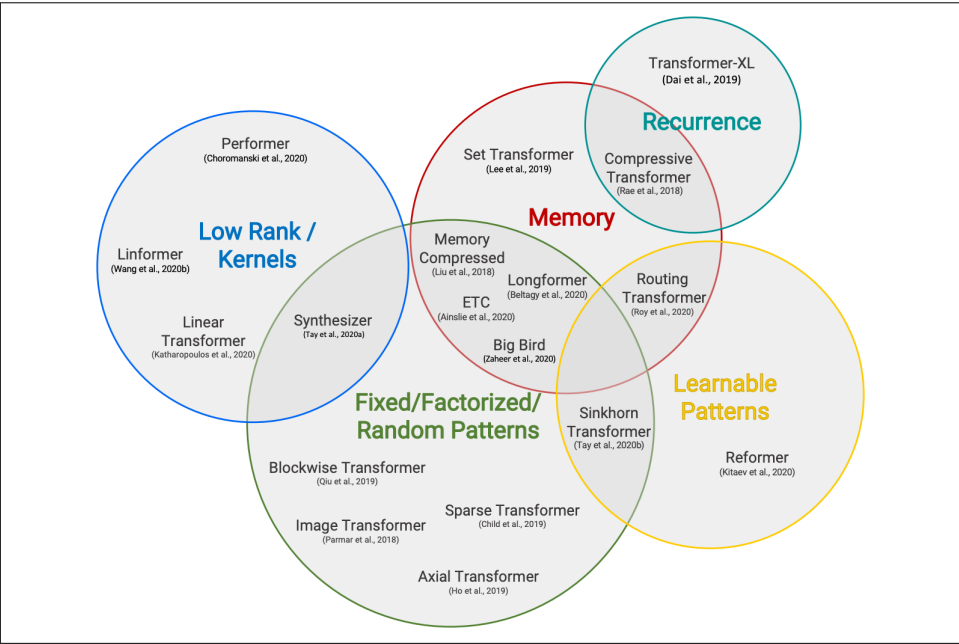 Transformer-XL
(Dai et al., 2019)
Recurrence
Compressive
Transformer
(Rae et al., 2018)
Set Transformer
(Lee et al., 2019)
Memory
Performer
(Choromanski et al., 2020)
Low Rank /
Kernels
Linformer
(Wang et al., 2020b)
Linear
Transformer
(Katharopoulos et al., 2020)
Synthesizer
(Tay et al., 2020a)
Memory
Compressed
(Liu et al., 2018)
Longformer
(Beltagy et al., 2020)
ETC
(Ainslie et al., 2020)
Big Bird
(Zaheer et al., 2020)
Routing
Transformer
(Roy et al., 2020)
Learnable
Patterns
Fixed/Factorized/
Random Patterns
Sinkhorn
Transformer
(Tay et al., 2020b)
Reformer
(Kitaev et al., 2020)
Blockwise Transformer
(Qiu et al., 2019)
Sparse Transformer
(Child et al., 2019)
Image Transformer
(Parmar et al., 2018)
Axial Transformer
(Ho et al., 2019)